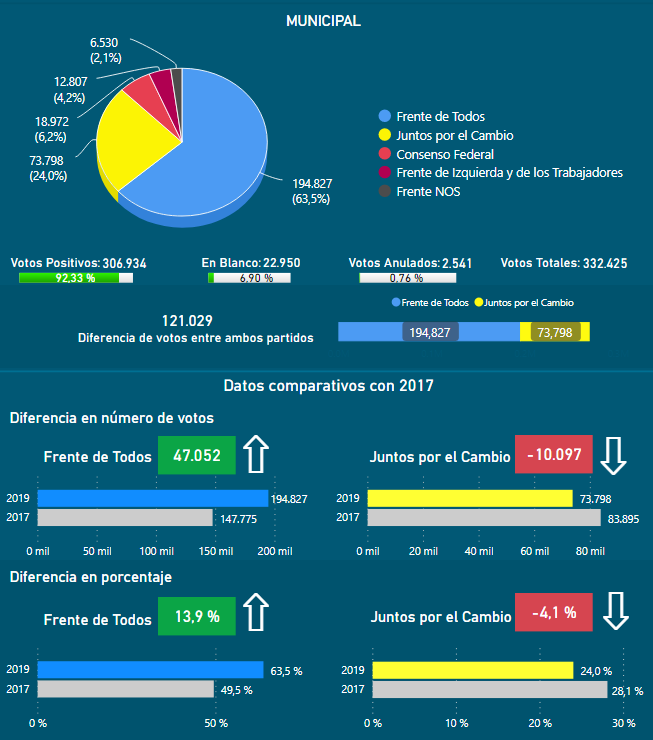 MUNICIPAL
6.530
(2,1%)
12.807
(4,2%)
18.972
(6,2%)
73.798
(24,0%)
194.827
(63,5%)
Frente de Todos
Juntos por el Cambio
Consenso Federal
Frente de Izquierda y de los Trabajadores
Frente NOS
Votos Positivos: 306.934
92,33 %
En Blanco: 22.950
6,90 %
Votos Anulados: 2.541
0,76 %
Votos Totales: 332.425
121.029
Diferencia de votos entre ambos partidos
Frente de Todos Juntos por el Cambio
194,827 73,798
Datos comparativos con 2017
Diferencia en número de votos
Frente de Todos 47.052
2019 194.827
2017 147.775
0 mil 50 mil 100 mil 150 mil 200 mil
Juntos por el Cambio -10.097
2019 73.798
2017 83.895
0 mil 20 mil 40 mil 60 mil 80 mil
Diferencia en porcentaje
Frente de Todos 13,9 %
2019 63,5 %
2017 49,5 %
0 % 50 %
Juntos por el Cambio -4,1 %
2019 24,0 %
2017 28,1 %
0 % 10 % 20 % 30 %